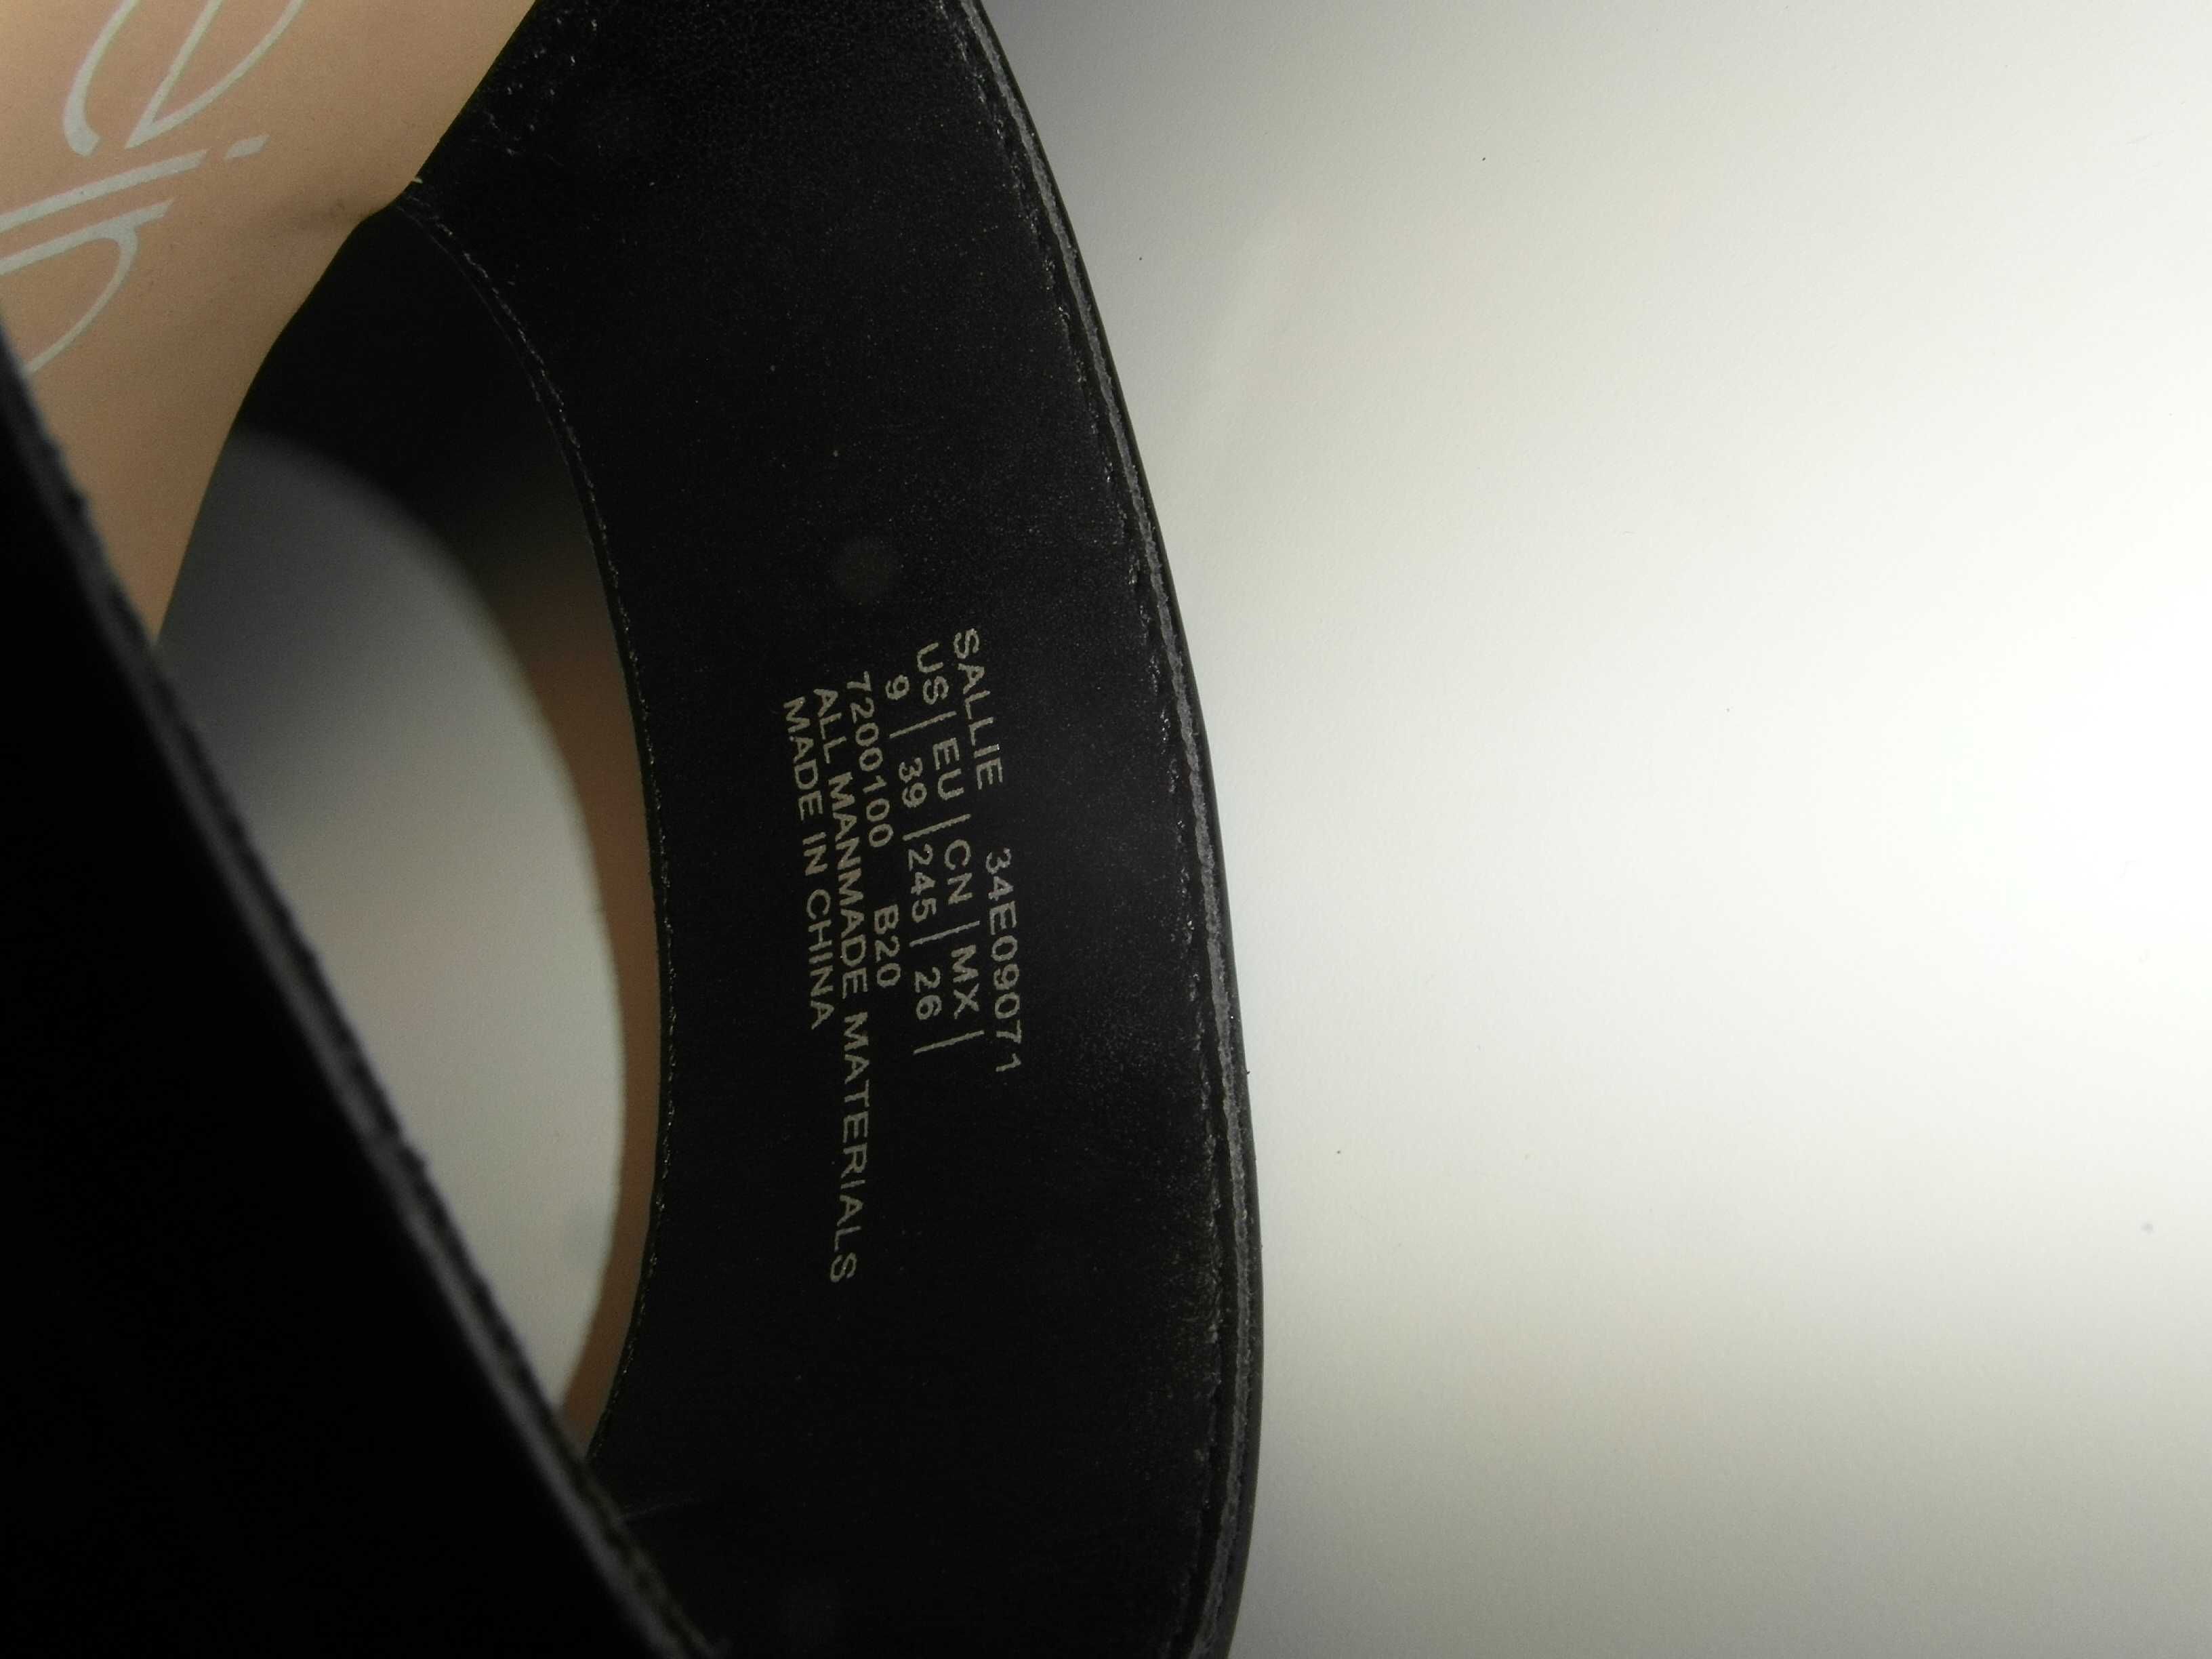 SALLIE 34E09071
US | EU | CN | MX |
9 | 39 | 245 | 26 |
7200100 B20
ALL MANMADE MATERIALS
MADE IN CHINA